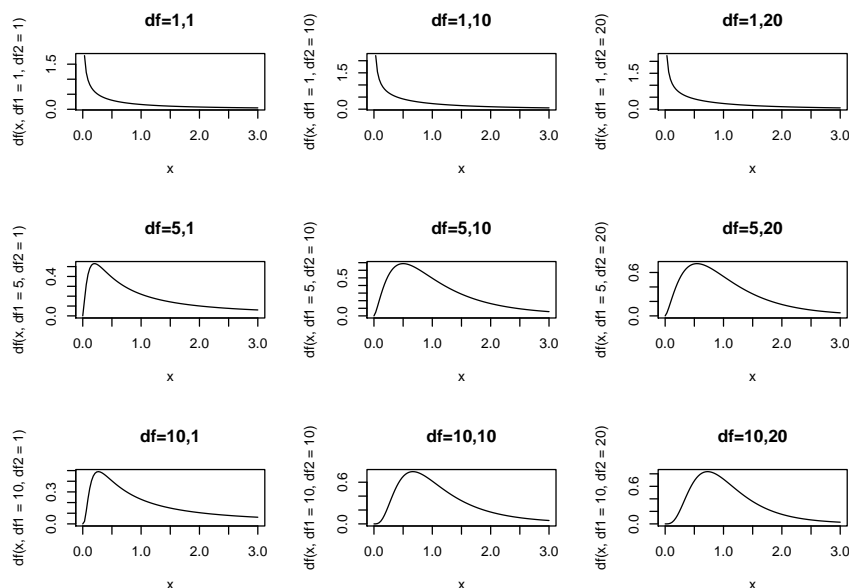 df=1,1
df(x, df1 = 1, df2 = 1)
0.0 1.5
0.0 1.0 2.0 3.0
x
df=1,10
df(x, df1 = 1, df2 = 10)
0.0 1.5
0.0 1.0 2.0 3.0
x
df=1,20
df(x, df1 = 1, df2 = 20)
0.0 1.5
0.0 1.0 2.0 3.0
x
df=5,1
df(x, df1 = 5, df2 = 1)
0.0 0.4
0.0 1.0 2.0 3.0
x
df=5,10
df(x, df1 = 5, df2 = 10)
0.0 0.5
0.0 1.0 2.0 3.0
x
df=5,20
df(x, df1 = 5, df2 = 20)
0.0 0.6
0.0 1.0 2.0 3.0
x
df=10,1
df(x, df1 = 10, df2 = 1)
0.0 0.3
0.0 1.0 2.0 3.0
x
df=10,10
df(x, df1 = 10, df2 = 10)
0.0 0.6
0.0 1.0 2.0 3.0
x
df=10,20
df(x, df1 = 10, df2 = 20)
0.0 0.6
0.0 1.0 2.0 3.0
x